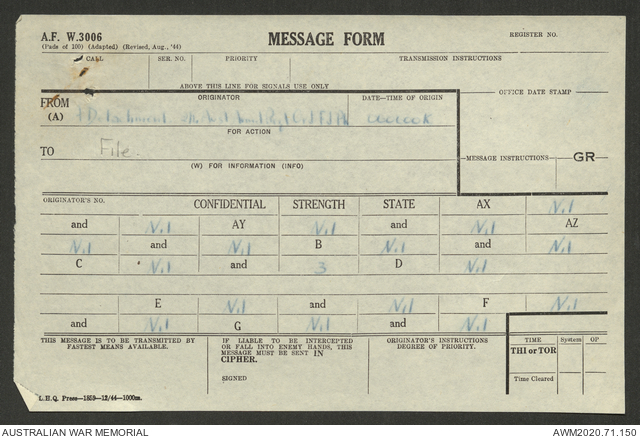 A.F. W.3006
(Pads of 100) (Adapted) (Revised, Aug., '44)
MESSAGE FORM
REGISTER NO.
CALL SER. NO. PRIORITY TRANSMISSION INSTRUCTIONS
ABOVE THIS LINE FOR SIGNALS USE ONLY
OFFICE DATE STAMP
FROM ORIGINATOR DATE—TIME OF ORIGIN
(A) Detachment
FOR ACTION
TO File.
(W) FOR INFORMATION (INFO)
MESSAGE INSTRUCTIONS GR
ORIGINATOR'S NO. CONFIDENTIAL STRENGTH STATE AX Nil
and Nil AY Nil and Nil AZ
Nil and Nil B Nil and Nil
C Nil and 3 D Nil
E Nil and Nil F Nil
and Nil G Nil and Nil
THIS MESSAGE IS TO BE TRANSMITTED BY
FASTEST MEANS AVAILABLE.
IF LIABLE TO BE INTERCEPTED
OR FALL INTO ENEMY HANDS, THIS
MESSAGE MUST BE SENT IN
CIPHER.
SIGNED
ORIGINATOR'S INSTRUCTIONS
DEGREE OF PRIORITY.
TIME System OP
THI or TOR
Time Cleared
L.H.Q. Press—1859—12/44—1000m.
AUSTRALIAN WAR MEMORIAL
AWM2020.71.150